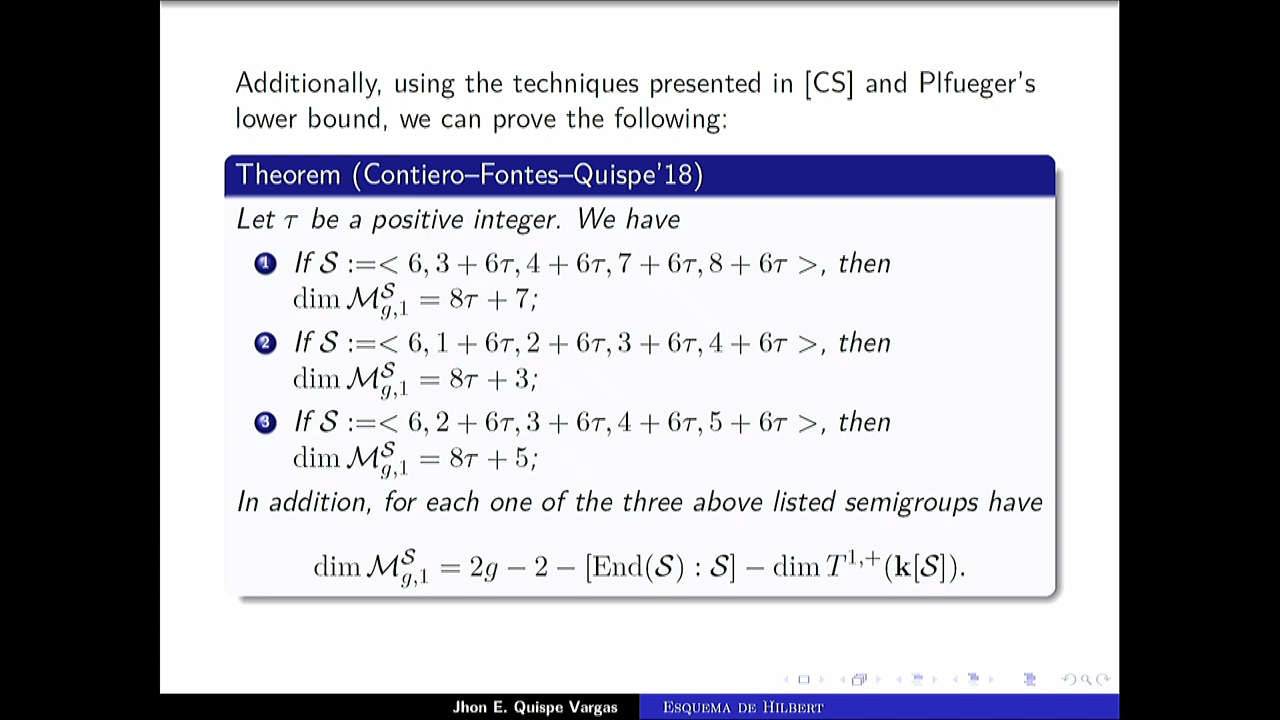 Additionally, using the techniques presented in [CS] and Plfueger's
lower bound, we can prove the following:
Theorem (Contiero–Fontes–Quispe'18)
Let τ be a positive integer. We have
1 If 𝒮 :=< 6, 3 + 6τ, 4 + 6τ, 7 + 6τ, 8 + 6τ >, then
dim ℳ^𝒮_{g,1} = 8τ + 7;
2 If 𝒮 :=< 6, 1 + 6τ, 2 + 6τ, 3 + 6τ, 4 + 6τ >, then
dim ℳ^𝒮_{g,1} = 8τ + 3;
3 If 𝒮 :=< 6, 2 + 6τ, 3 + 6τ, 4 + 6τ, 5 + 6τ >, then
dim ℳ^𝒮_{g,1} = 8τ + 5;
In addition, for each one of the three above listed semigroups have
dim ℳ^𝒮_{g,1} = 2g − 2 − [End(𝒮) : 𝒮] − dim T^{1,+}(𝐤[𝒮]).
Jhon E. Quispe Vargas Esquema de Hilbert